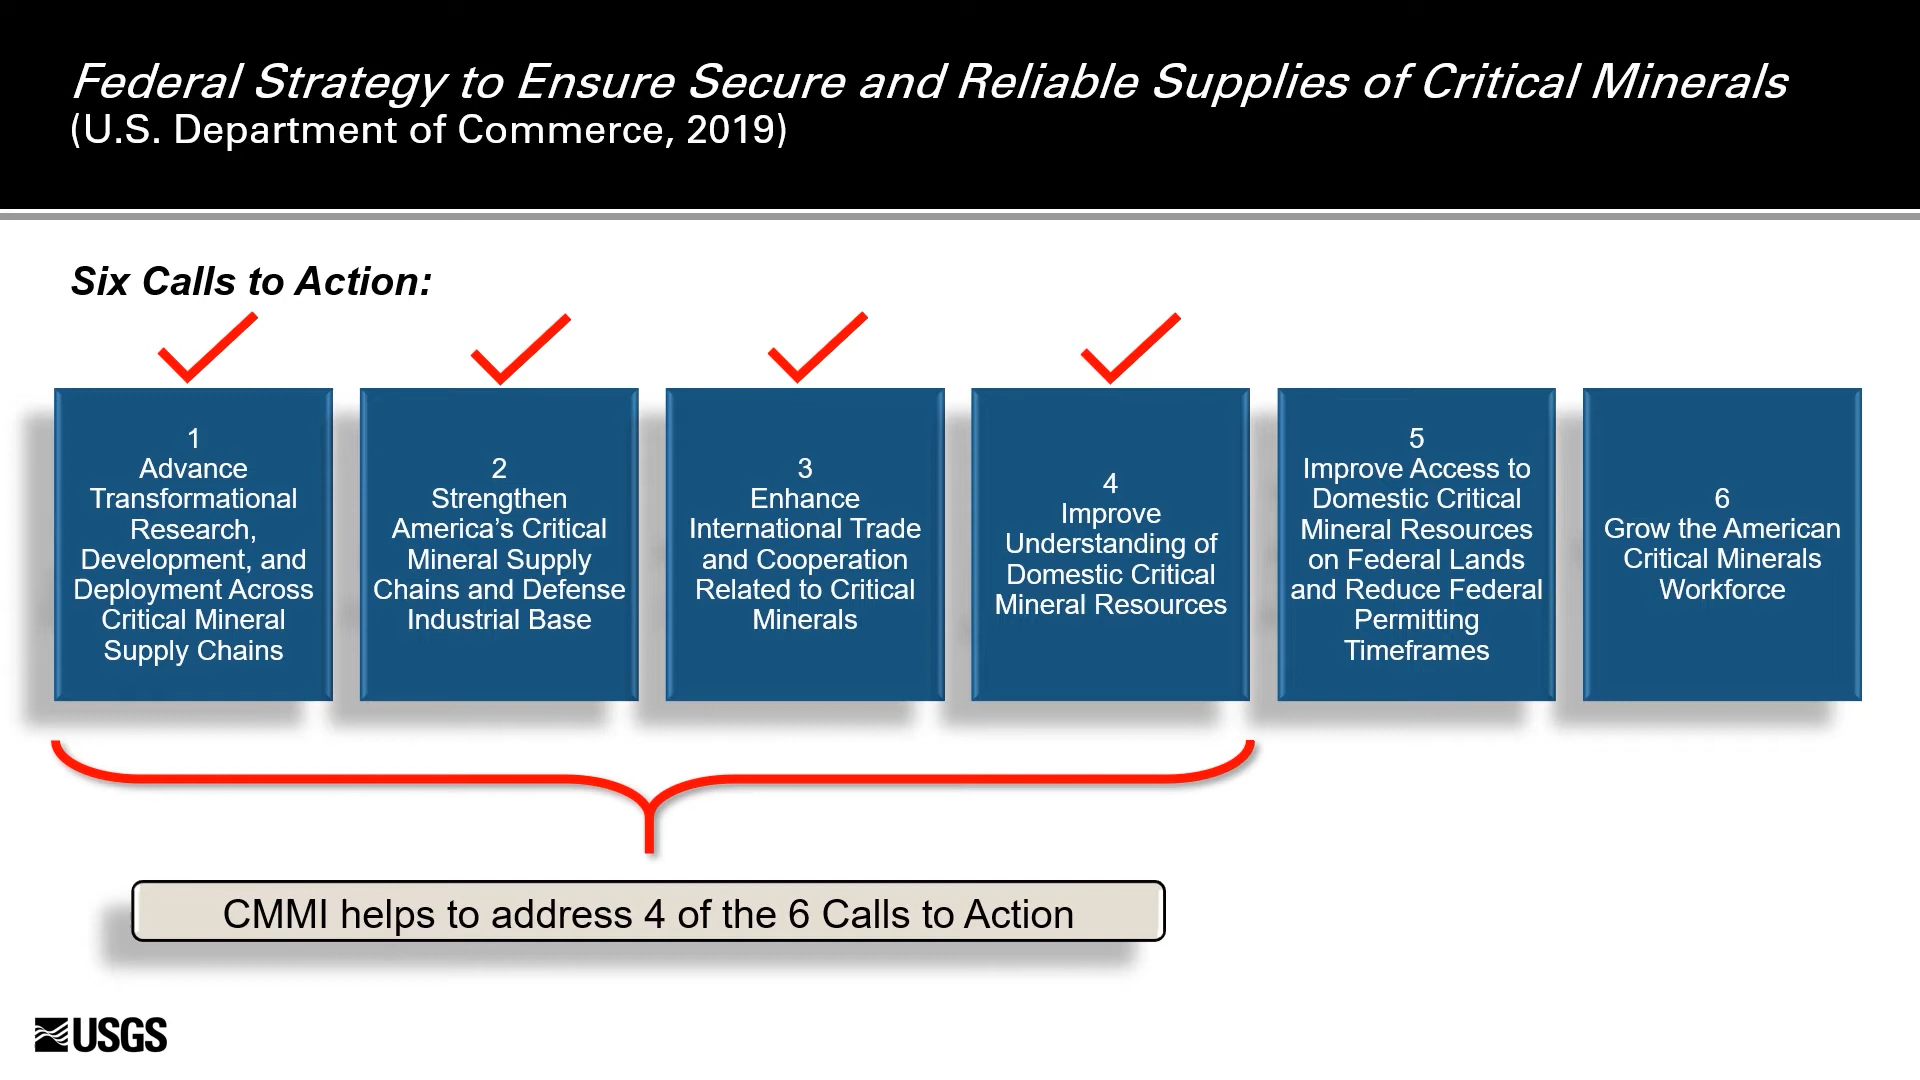 Federal Strategy to Ensure Secure and Reliable Supplies of Critical Minerals
(U.S. Department of Commerce, 2019)
Six Calls to Action:
1
Advance
Transformational
Research,
Development, and
Deployment Across
Critical Mineral
Supply Chains
2
Strengthen
America’s Critical
Mineral Supply
Chains and Defense
Industrial Base
3
Enhance
International Trade
and Cooperation
Related to Critical
Minerals
4
Improve
Understanding of
Domestic Critical
Mineral Resources
5
Improve Access to
Domestic Critical
Mineral Resources
on Federal Lands
and Reduce Federal
Permitting
Timeframes
6
Grow the American
Critical Minerals
Workforce
CMMI helps to address 4 of the 6 Calls to Action
USGS